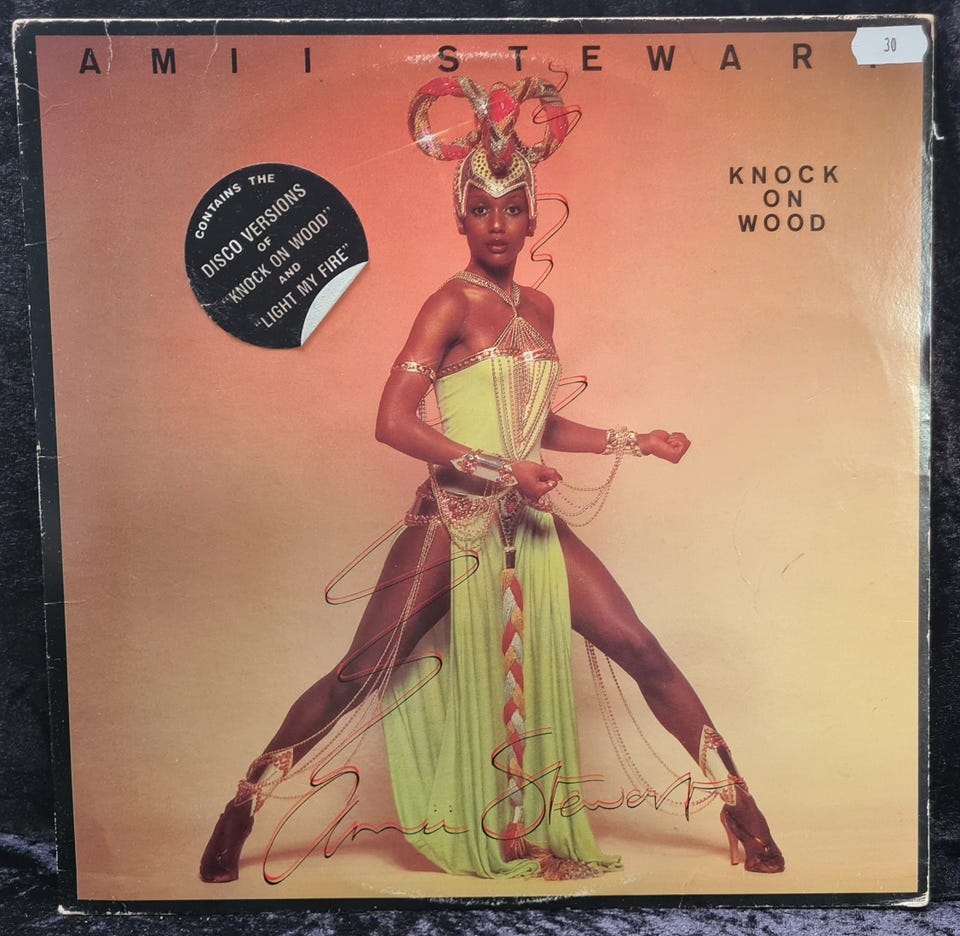 AMII STEWART
30
KNOCK
ON
WOOD
CONTAINS THE
DISCO VERSIONS
OF
"KNOCK ON WOOD"
AND
"LIGHT MY FIRE"
Amii Stewart